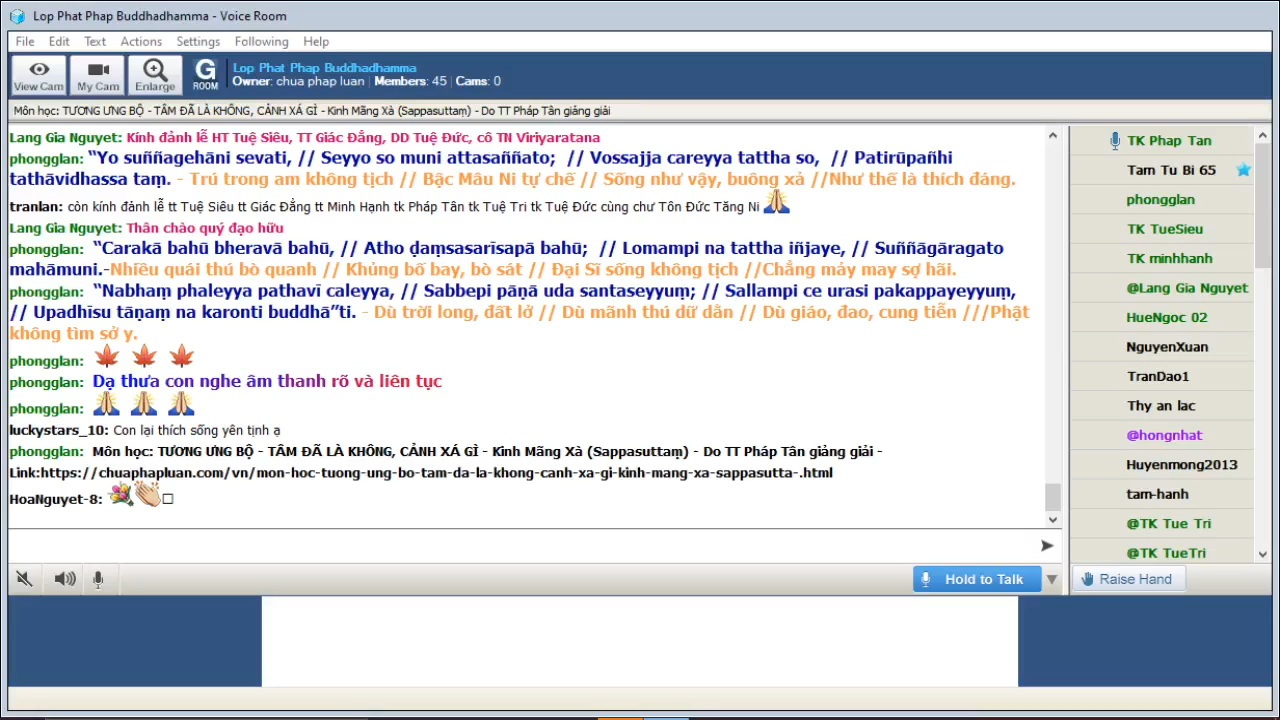 Lop Phat Phap Buddhadhamma - Voice Room
File Edit Text Actions Settings Following Help
View Cam My Cam Enlarge G ROOM
Lop Phat Phap Buddhadhamma
Owner: chua phap luan | Members: 45 | Cams: 0
Môn học: TƯƠNG ƯNG BỘ - TÂM ĐÃ LÀ KHÔNG, CẢNH XÁ GÌ - Kinh Mãng Xà (Sappasuttaṃ) - Do TT Pháp Tân giảng giải
Lang Gia Nguyet: Kính đảnh lễ HT Tuệ Siêu, TT Giác Đẳng, DD Tuệ Đức, cô TN Viriyaratana
phongglan: “Yo suññagehāni sevati, // Seyyo so muni attasaññato; // Vossajja careyya tattha so, // Patirūpañhi
tathāvidhassa taṃ. - Trú trong am không tịch // Bậc Mâu Ni tự chế // Sống như vậy, buông xả //Như thế là thích đáng.
tranlan: con kính đảnh lễ tt Tuệ Siêu tt Giác Đẳng tt Minh Hạnh tk Pháp Tân tk Tuệ Tri tk Tuệ Đức cùng chư Tôn Đức Tăng Ni
Lang Gia Nguyet: Thân chào quý đạo hữu
phongglan: “Carakā bahū bheravā bahū, // Atho ḍaṃsasarīsapā bahū; // Lomampi na tattha iñjaye, // Suññāgāragato
mahāmuni.-Nhiều quái thú bò quanh // Khủng bố bay, bò sát // Đại Sĩ sống không tịch //Chẳng mảy may sợ hãi.
phongglan: “Nabhaṃ phaleyya pathavī caleyya, // Sabbepi pāṇā uda santaseyyuṃ; // Sallampi ce urasi pakappayeyyuṃ,
// Upadhīsu tāṇaṃ na karonti buddhā”ti. - Dù trời long, đất lở // Dù mãnh thú dữ dằn // Dù giáo, đao, cung tiễn ///Phật
không tìm sở y.
phongglan:
phongglan: Dạ thưa con nghe âm thanh rõ và liên tục
phongglan:
luckystars_10: Con lại thích sống yên tịnh ạ
phongglan: Môn học: TƯƠNG ƯNG BỘ - TÂM ĐÃ LÀ KHÔNG, CẢNH XÁ GÌ - Kinh Mãng Xà (Sappasuttaṃ) - Do TT Pháp Tân giảng giải -
Link:https://chuaphapluan.com/vn/mon-hoc-tuong-ung-bo-tam-da-la-khong-canh-xa-gi-kinh-mang-xa-sappasutta-.html
HoaNguyet-8:
TK Phap Tan
Tam Tu Bi 65
phongglan
TK TueSieu
TK minhhanh
@Lang Gia Nguyet
HueNgoc 02
NguyenXuan
TranDao1
Thy an lac
@hongnhat
Huyenmong2013
tam-hanh
@TK Tue Tri
@TK TueTri
Hold to Talk
Raise Hand